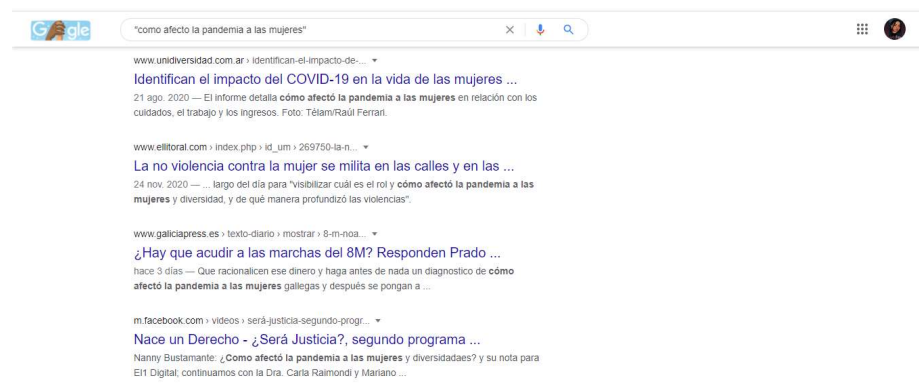 Google
"como afecto la pandemia a las mujeres"
www.unidiversidad.com.ar › identifican-el-impacto-de-...
Identifican el impacto del COVID-19 en la vida de las mujeres ...
21 ago. 2020 — El informe detalla cómo afectó la pandemia a las mujeres en relación con los
cuidados, el trabajo y los ingresos. Foto: Télam/Raúl Ferrari.
www.ellitoral.com › index.php › id_um › 269750-la-n...
La no violencia contra la mujer se milita en las calles y en las ...
24 nov. 2020 — ... largo del día para "visibilizar cuál es el rol y cómo afectó la pandemia a las
mujeres y diversidad, y de qué manera profundizó las violencias".
www.galiciapress.es › texto-diario › mostrar › 8-m-noa...
¿Hay que acudir a las marchas del 8M? Responden Prado ...
hace 3 días — Que racionalicen ese dinero y haga antes de nada un diagnostico de cómo
afectó la pandemia a las mujeres gallegas y después se pongan a ...
m.facebook.com › videos › será-justicia-segundo-progr...
Nace un Derecho - ¿Será Justicia?, segundo programa ...
Nanny Bustamante: ¿Como afectó la pandemia a las mujeres y diversidadaes? y su nota para
El1 Digital; continuamos con la Dra. Carla Raimondi y Mariano ...